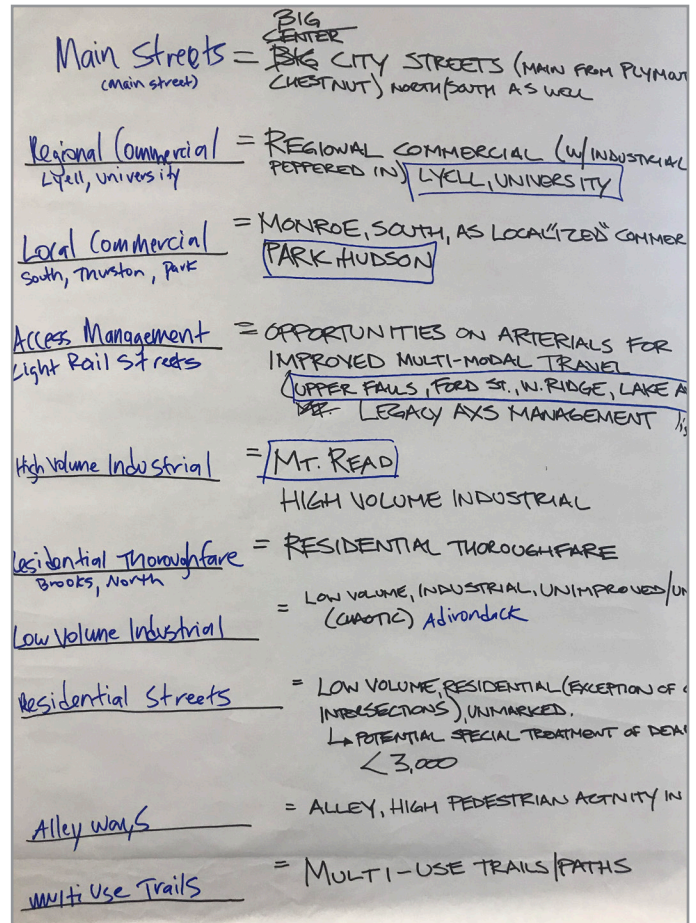 BIG
CENTER
Main Streets = BIG CITY STREETS (MAIN FROM PLYMOUT
(main street) CHESTNUT) NORTH/SOUTH AS WELL
Regional Commercial = REGIONAL COMMERCIAL (W/INDUSTRIAL
Lyell, University PEPPERED IN) LYELL, UNIVERSITY
Local Commercial = MONROE, SOUTH, AS LOCAL"IZED" COMMER
South, Thurston, Park PARK, HUDSON
Access Management = OPPORTUNITIES ON ARTERIALS FOR
Light Rail Streets IMPROVED MULTI-MODAL TRAVEL
(UPPER FALLS, FORD ST., W. RIDGE, LAKE A
LEGACY AXS MANAGEMENT
High Volume Industrial = MT. READ
HIGH VOLUME INDUSTRIAL
Residential Thoroughfare = RESIDENTIAL THOROUGHFARE
Brooks, North
Low Volume Industrial = LOW VOLUME, INDUSTRIAL, UNIMPROVED/UN
(CHAOTIC) Adirondack
Residential Streets = LOW VOLUME, RESIDENTIAL (EXCEPTION OF
INTERSECTIONS), UNMARKED.
↳ POTENTIAL SPECIAL TREATMENT OF DEA
< 3,000
Alley ways = ALLEY, HIGH PEDESTRIAN ACTIVITY IN
Multi Use Trails = MULTI-USE TRAILS/PATHS